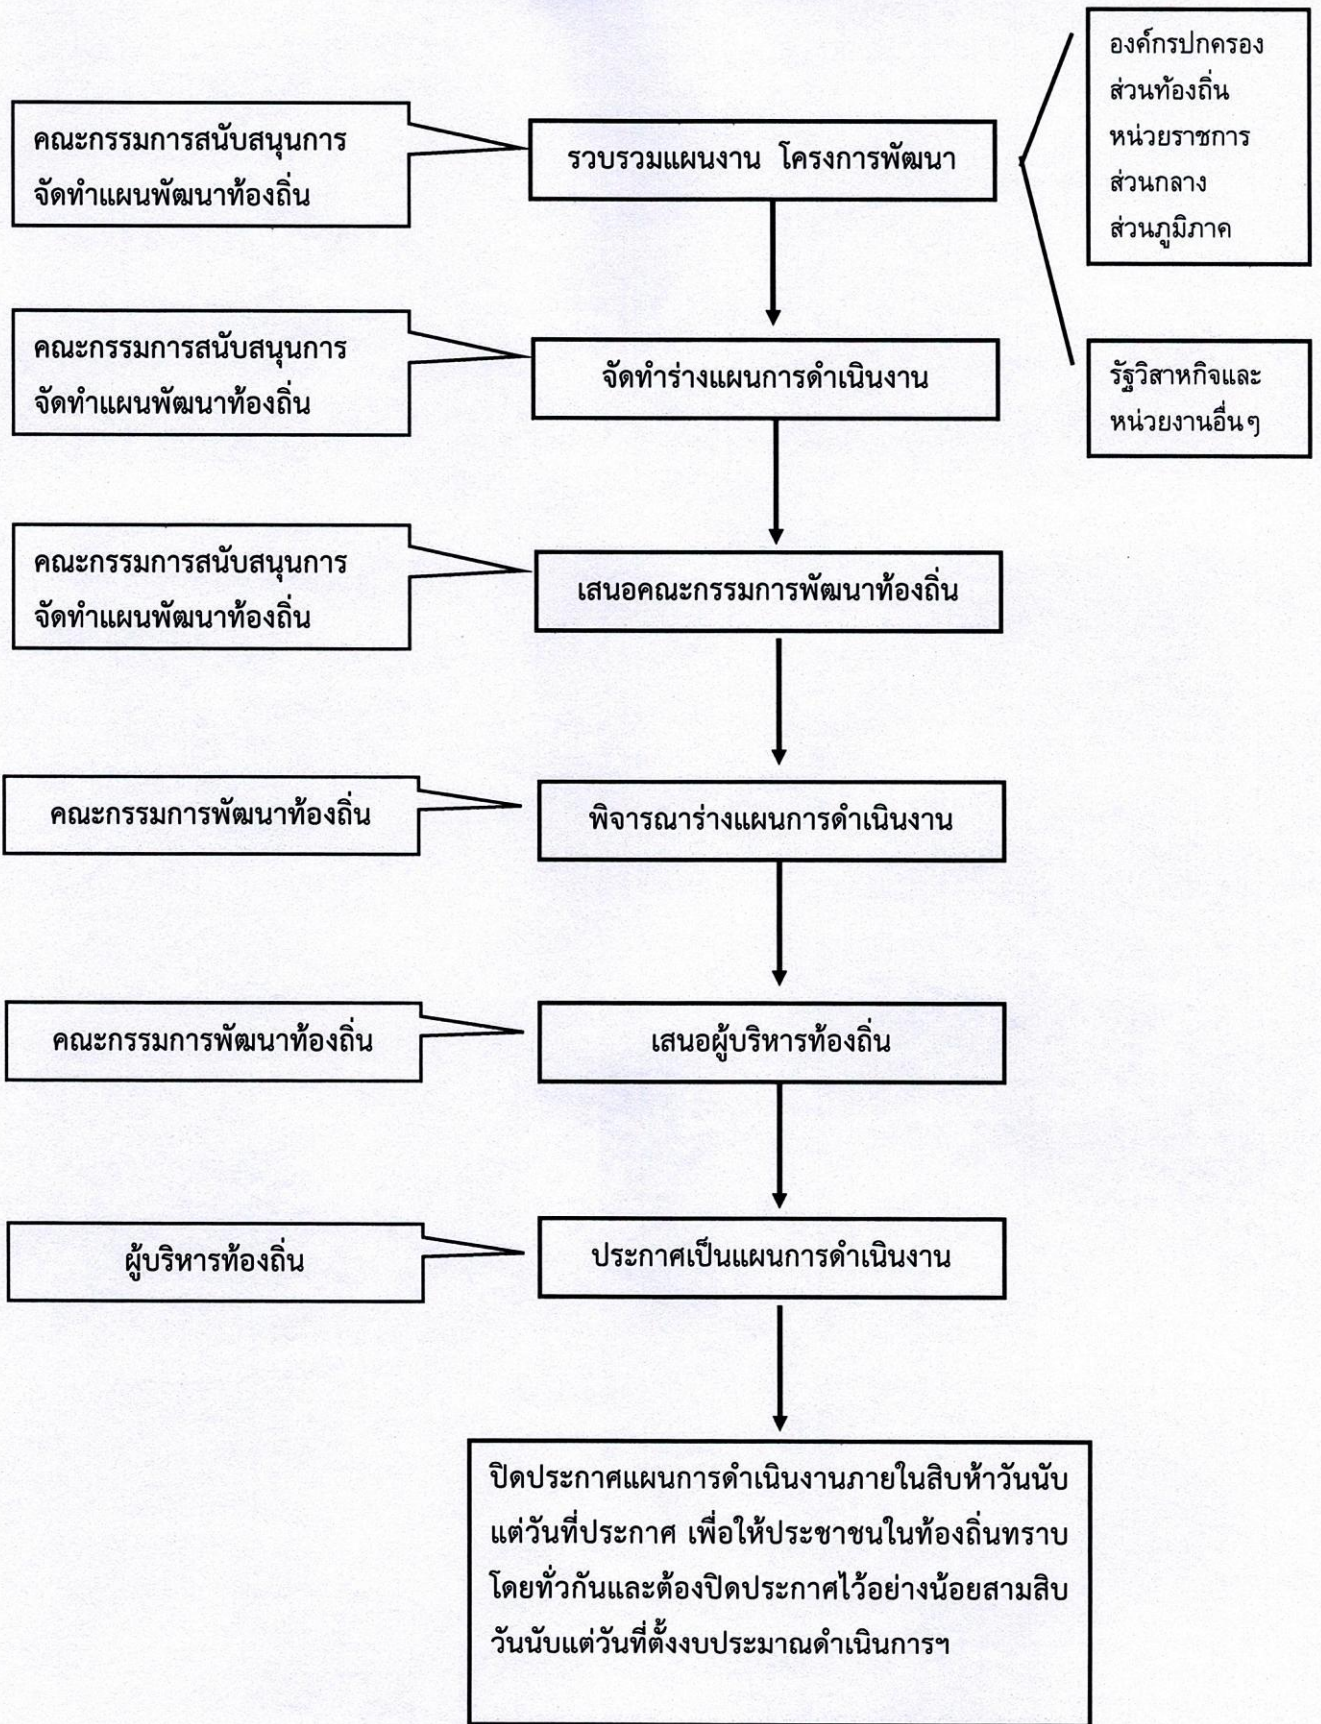 องค์กรปกครอง
ส่วนท้องถิ่น
หน่วยราชการ
ส่วนกลาง
ส่วนภูมิภาค
คณะกรรมการสนับสนุนการ
จัดทำแผนพัฒนาท้องถิ่น
รวบรวมแผนงาน โครงการพัฒนา
คณะกรรมการสนับสนุนการ
จัดทำแผนพัฒนาท้องถิ่น
จัดทำร่างแผนการดำเนินงาน
รัฐวิสาหกิจและ
หน่วยงานอื่นๆ
คณะกรรมการสนับสนุนการ
จัดทำแผนพัฒนาท้องถิ่น
เสนอคณะกรรมการพัฒนาท้องถิ่น
คณะกรรมการพัฒนาท้องถิ่น
พิจารณาร่างแผนการดำเนินงาน
คณะกรรมการพัฒนาท้องถิ่น
เสนอผู้บริหารท้องถิ่น
ผู้บริหารท้องถิ่น
ประกาศเป็นแผนการดำเนินงาน
ปิดประกาศแผนการดำเนินงานภายในสิบห้าวันนับ
แต่วันที่ประกาศ เพื่อให้ประชาชนในท้องถิ่นทราบ
โดยทั่วกันและต้องปิดประกาศไว้อย่างน้อยสามสิบ
วันนับแต่วันที่ตั้งงบประมาณดำเนินการฯ